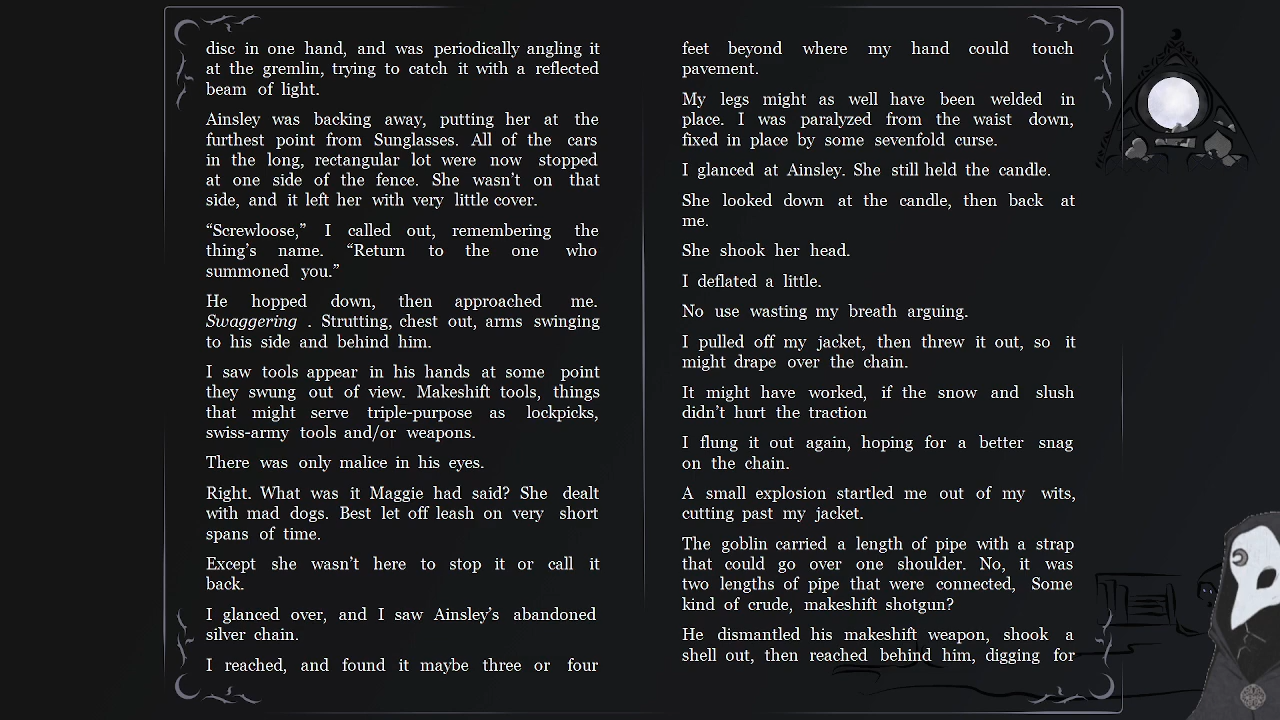 disc in one hand, and was periodically angling it
at the gremlin, trying to catch it with a reflected
beam of light.
Ainsley was backing away, putting her at the
furthest point from Sunglasses. All of the cars
in the long, rectangular lot were now stopped
at one side of the fence. She wasn’t on that
side, and it left her with very little cover.
“Screwloose,” I called out, remembering the
thing’s name. “Return to the one who
summoned you.”
He hopped down, then approached me.
Swaggering . Strutting, chest out, arms swinging
to his side and behind him.
I saw tools appear in his hands at some point
they swung out of view. Makeshift tools, things
that might serve triple-purpose as lockpicks,
swiss-army tools and/or weapons.
There was only malice in his eyes.
Right. What was it Maggie had said? She dealt
with mad dogs. Best let off leash on very short
spans of time.
Except she wasn’t here to stop it or call it
back.
I glanced over, and I saw Ainsley’s abandoned
silver chain.
I reached, and found it maybe three or four
feet beyond where my hand could touch
pavement.
My legs might as well have been welded in
place. I was paralyzed from the waist down,
fixed in place by some sevenfold curse.
I glanced at Ainsley. She still held the candle.
She looked down at the candle, then back at
me.
She shook her head.
I deflated a little.
No use wasting my breath arguing.
I pulled off my jacket, then threw it out, so it
might drape over the chain.
It might have worked, if the snow and slush
didn’t hurt the traction
I flung it out again, hoping for a better snag
on the chain.
A small explosion startled me out of my wits,
cutting past my jacket.
The goblin carried a length of pipe with a strap
that could go over one shoulder. No, it was
two lengths of pipe that were connected, Some
kind of crude, makeshift shotgun?
He dismantled his makeshift weapon, shook a
shell out, then reached behind him, digging for